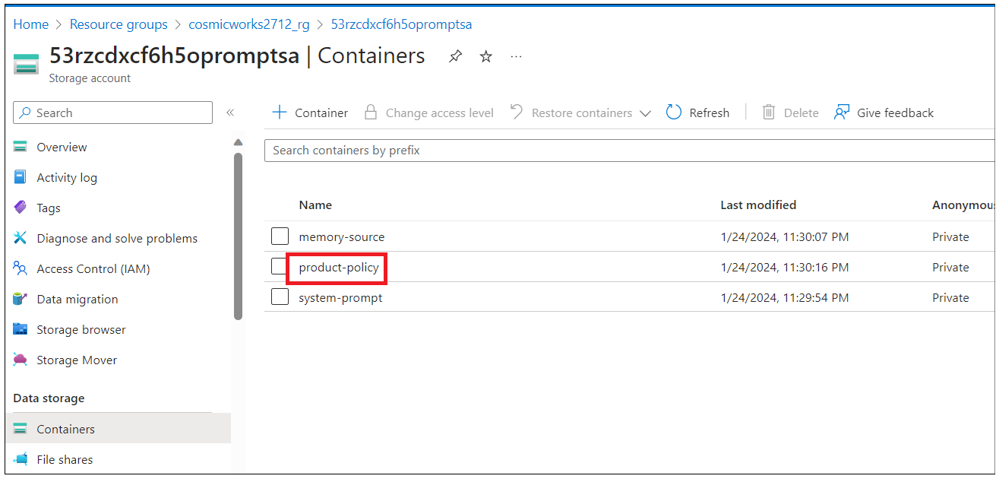 Home > Resource groups > cosmicworks2712_rg > 53rzcdxcf6h5opromptsa
53rzcdxcf6h5opromptsa | Containers
Storage account
Search
Container Change access level Restore containers Refresh Delete Give feedback
Search containers by prefix
Overview
Activity log
Tags
Diagnose and solve problems
Access Control (IAM)
Data migration
Storage browser
Storage Mover
Data storage
Containers
File shares
Name Last modified Anonymou
memory-source 1/24/2024, 11:30:07 PM Private
product-policy 1/24/2024, 11:30:16 PM Private
system-prompt 1/24/2024, 11:29:54 PM Private